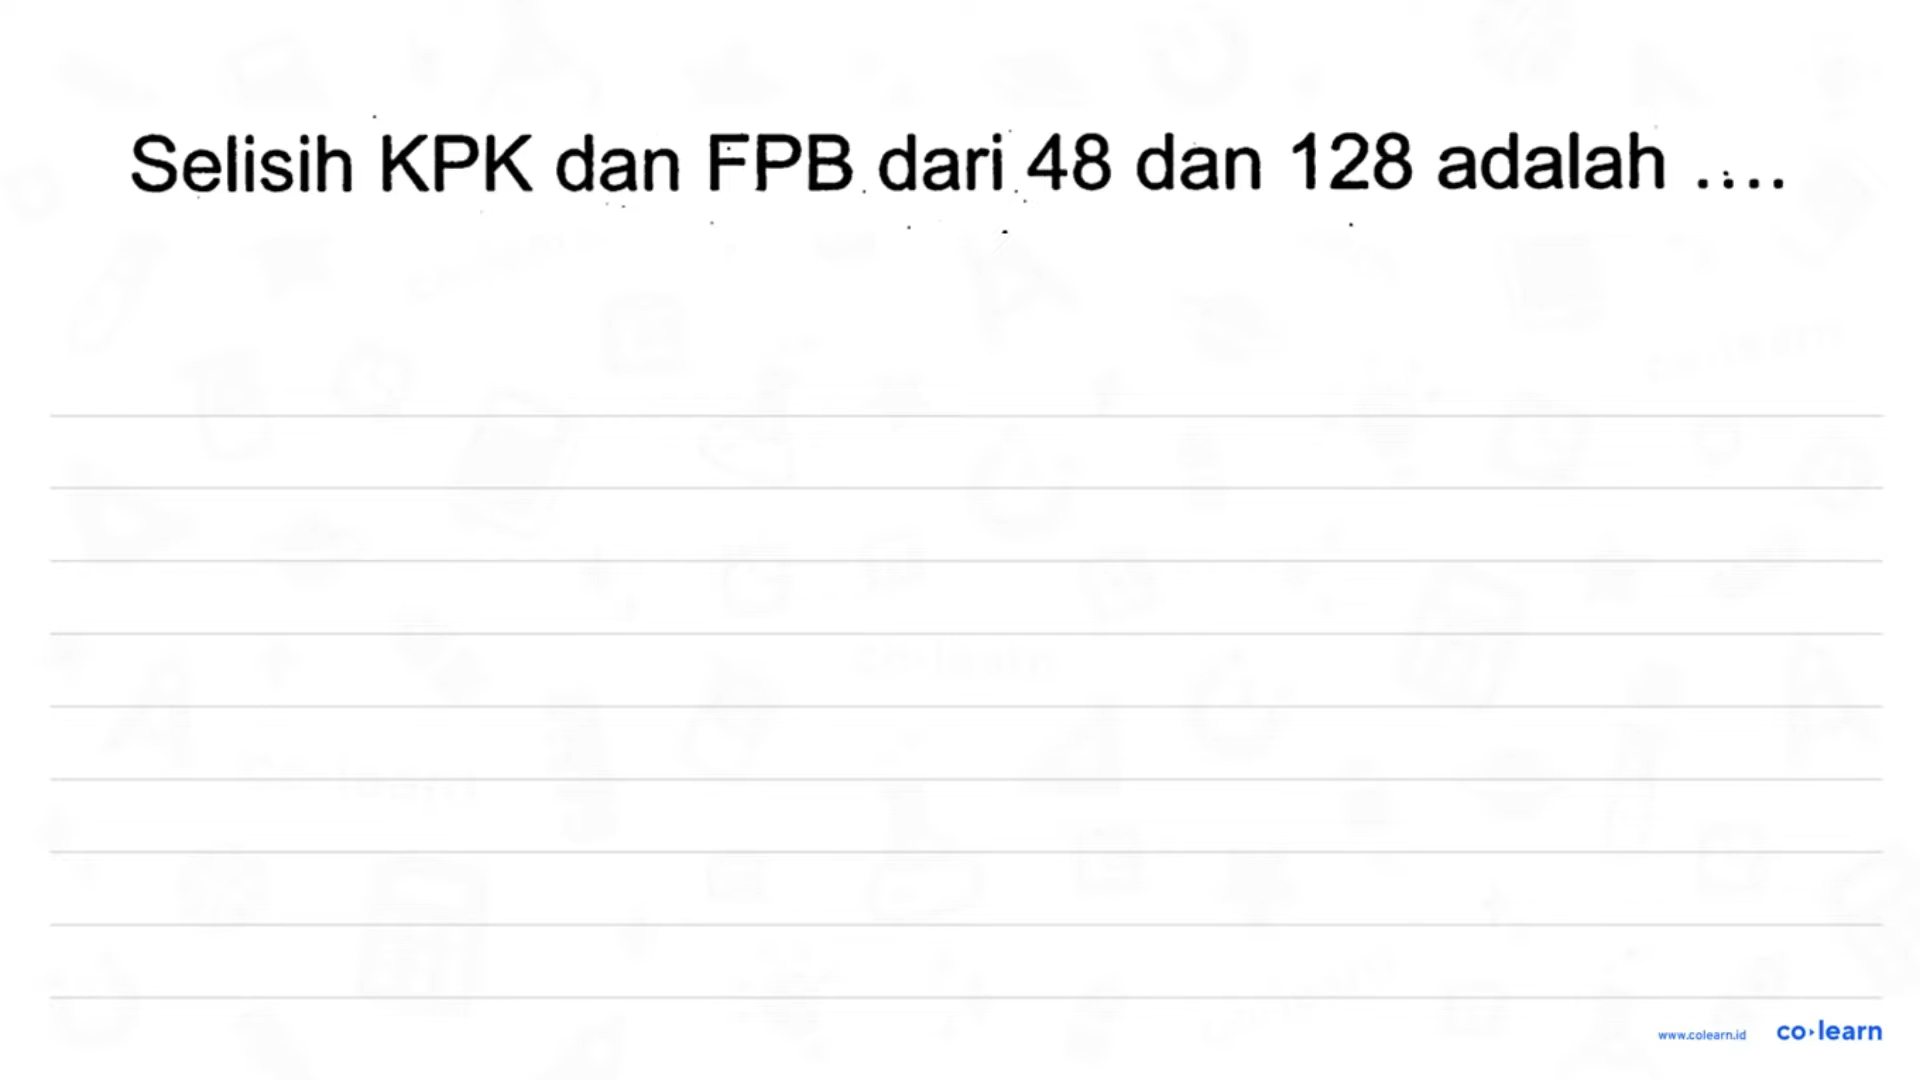 Selisih KPK dan FPB dari 48 dan 128 adalah ....
www.colearn.id co·learn